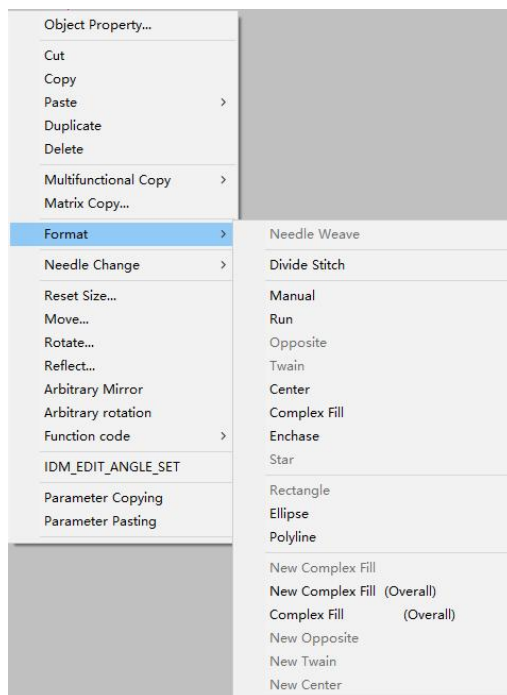 Object Property...
Cut
Copy
Paste
Duplicate
Delete
Multifunctional Copy
Matrix Copy...
Format
Needle Change
Reset Size...
Move...
Rotate...
Reflect...
Arbitrary Mirror
Arbitrary rotation
Function code
IDM_EDIT_ANGLE_SET
Parameter Copying
Parameter Pasting
Needle Weave
Divide Stitch
Manual
Run
Opposite
Twain
Center
Complex Fill
Enchase
Star
Rectangle
Ellipse
Polyline
New Complex Fill
New Complex Fill (Overall)
Complex Fill (Overall)
New Opposite
New Twain
New Center